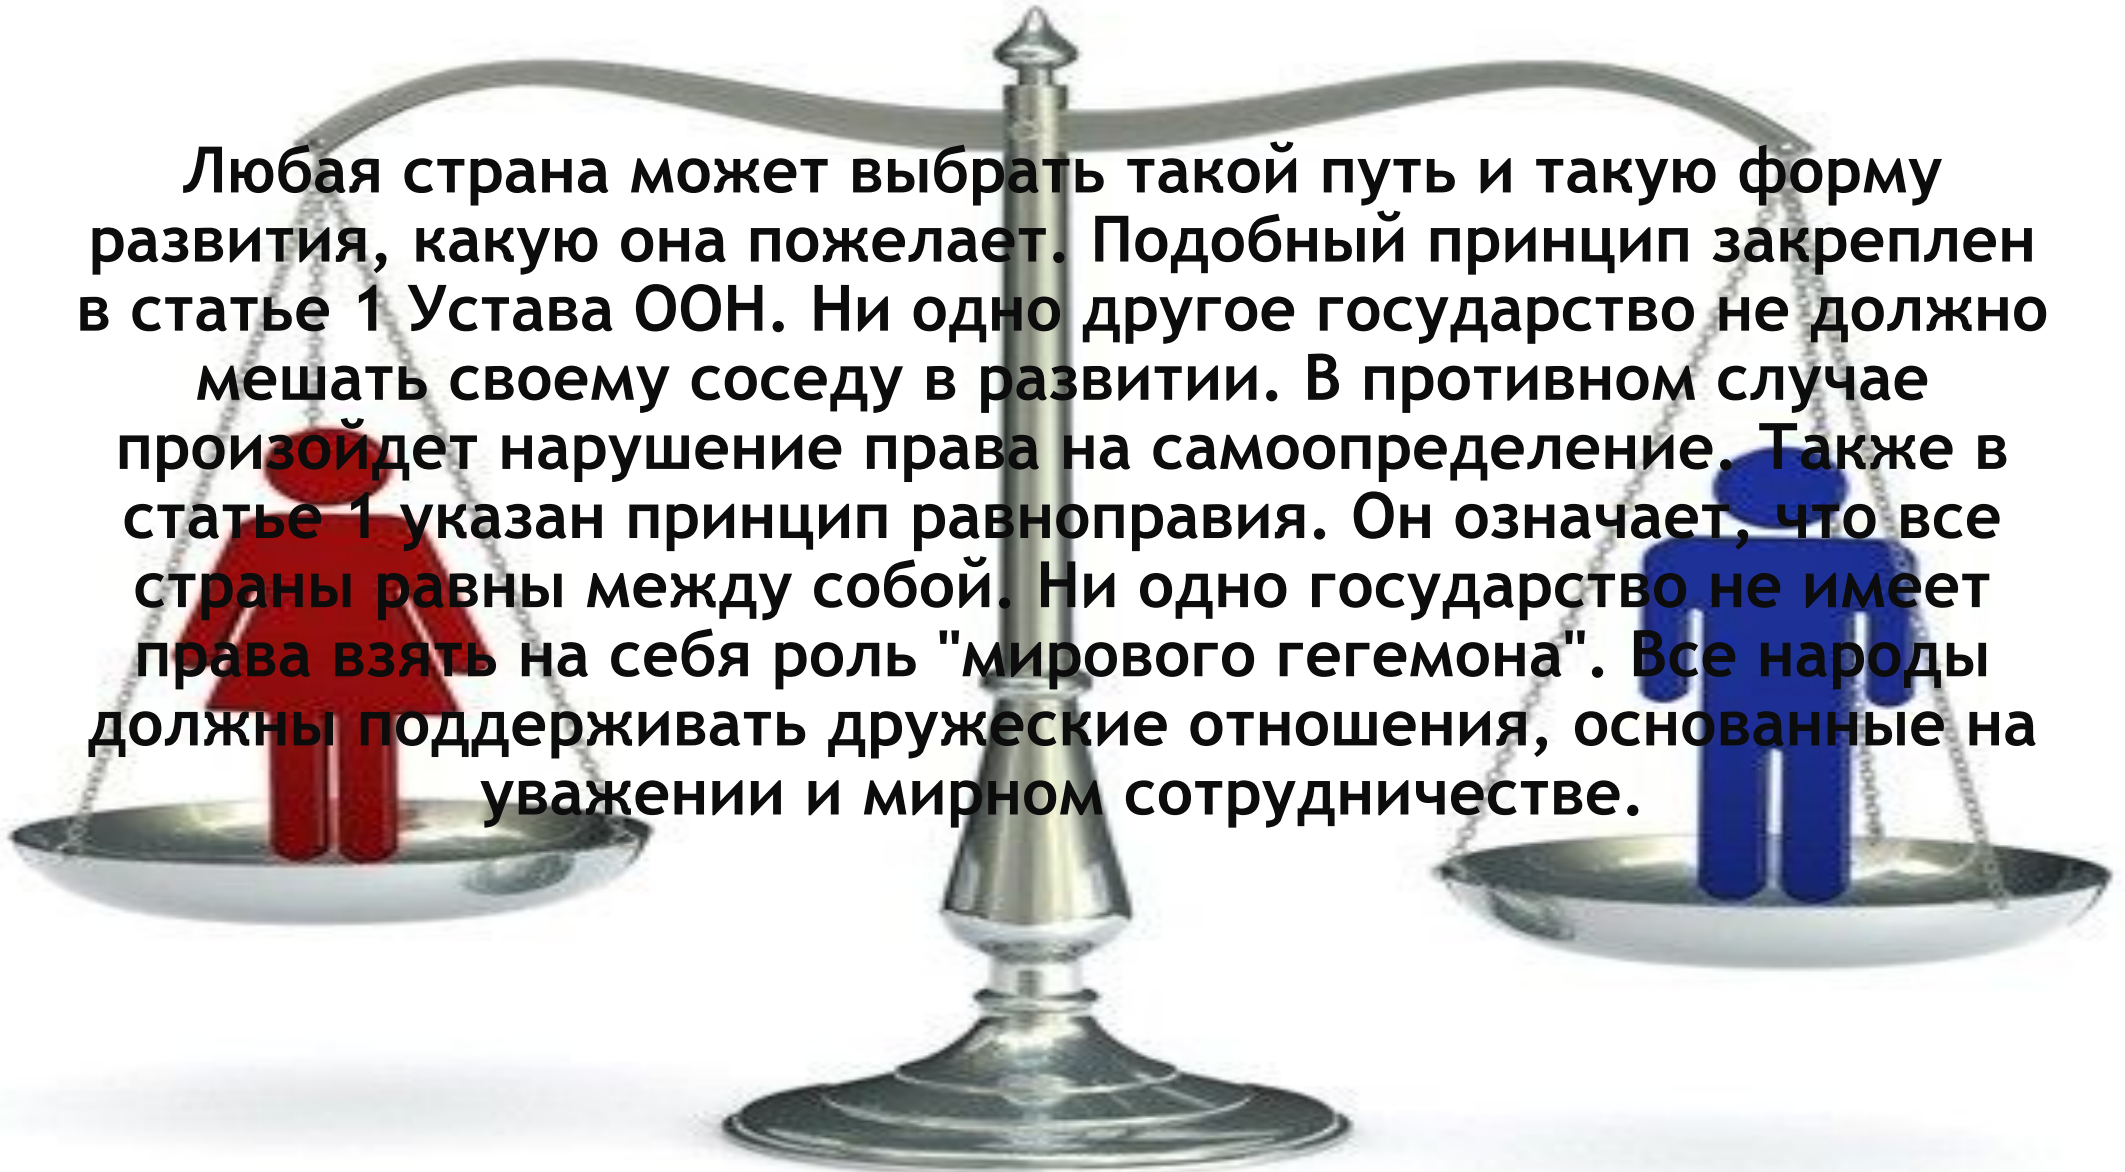 Любая страна может выбрать такой путь и такую форму
развития, какую она пожелает. Подобный принцип закреплен
в статье 1 Устава ООН. Ни одно другое государство не должно
мешать своему соседу в развитии. В противном случае
произойдет нарушение права на самоопределение. Также в
статье 1 указан принцип равноправия. Он означает, что все
страны равны между собой. Ни одно государство не имеет
права взять на себя роль "мирового гегемона". Все народы
должны поддерживать дружеские отношения, основанные на
уважении и мирном сотрудничестве.